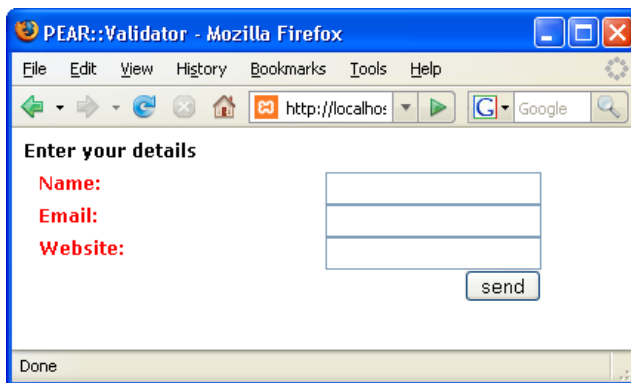 PEAR::Validator - Mozilla Firefox
File Edit View History Bookmarks Tools Help
http://localhos G Google
Enter your details
Name:
Email:
Website:
send
Done